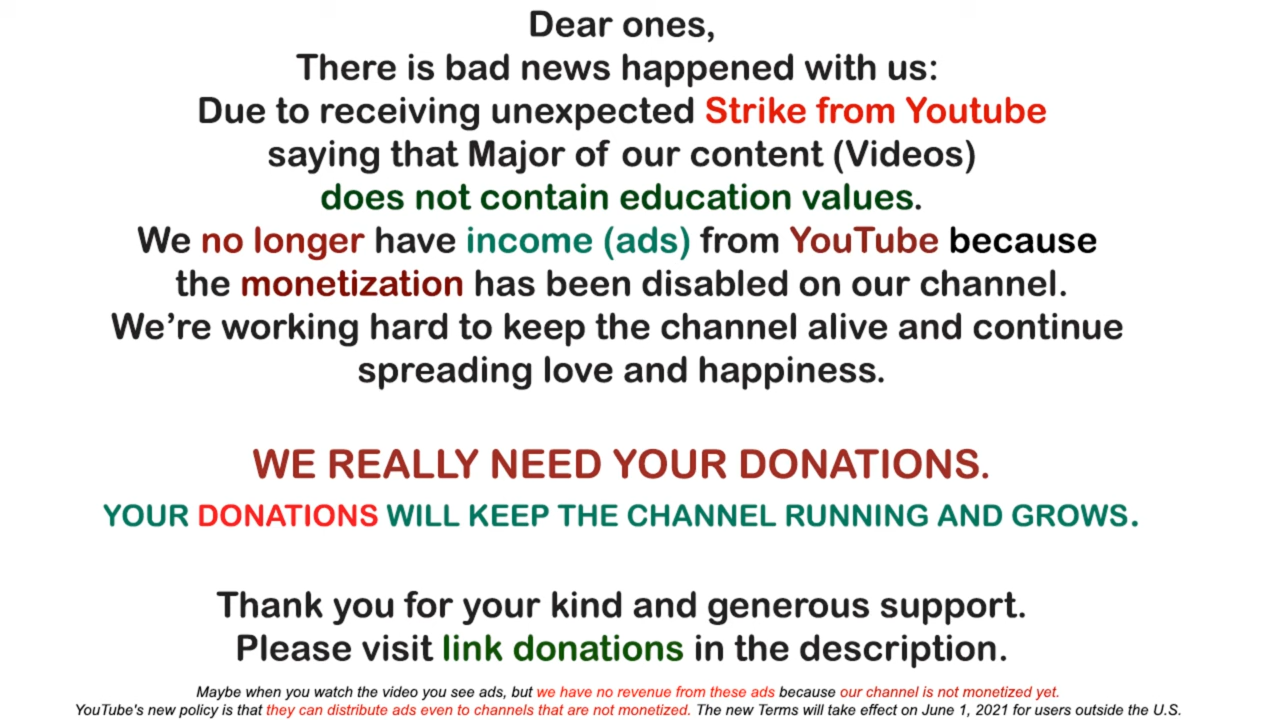 Dear ones,
There is bad news happened with us:
Due to receiving unexpected Strike from Youtube
saying that Major of our content (Videos)
does not contain education values.
We no longer have income (ads) from YouTube because
the monetization has been disabled on our channel.
We’re working hard to keep the channel alive and continue
spreading love and happiness.
WE REALLY NEED YOUR DONATIONS.
YOUR DONATIONS WILL KEEP THE CHANNEL RUNNING AND GROWS.
Thank you for your kind and generous support.
Please visit link donations in the description.
Maybe when you watch the video you see ads, but we have no revenue from these ads because our channel is not monetized yet.
YouTube's new policy is that they can distribute ads even to channels that are not monetized. The new Terms will take effect on June 1, 2021 for users outside the U.S.